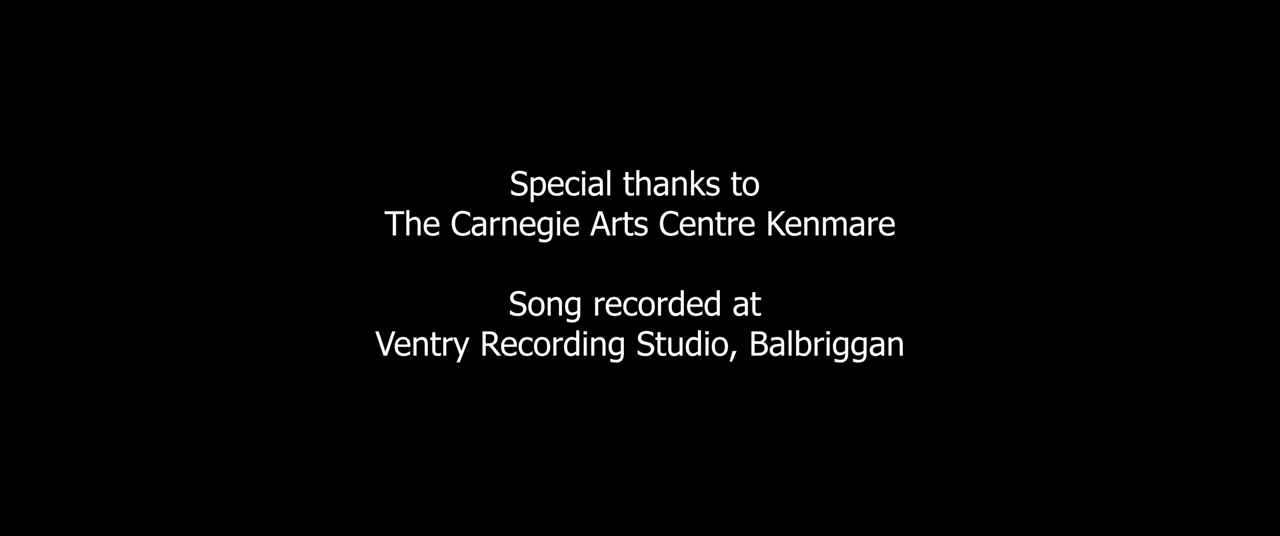 Special thanks to
The Carnegie Arts Centre Kenmare
Song recorded at
Ventry Recording Studio, Balbriggan